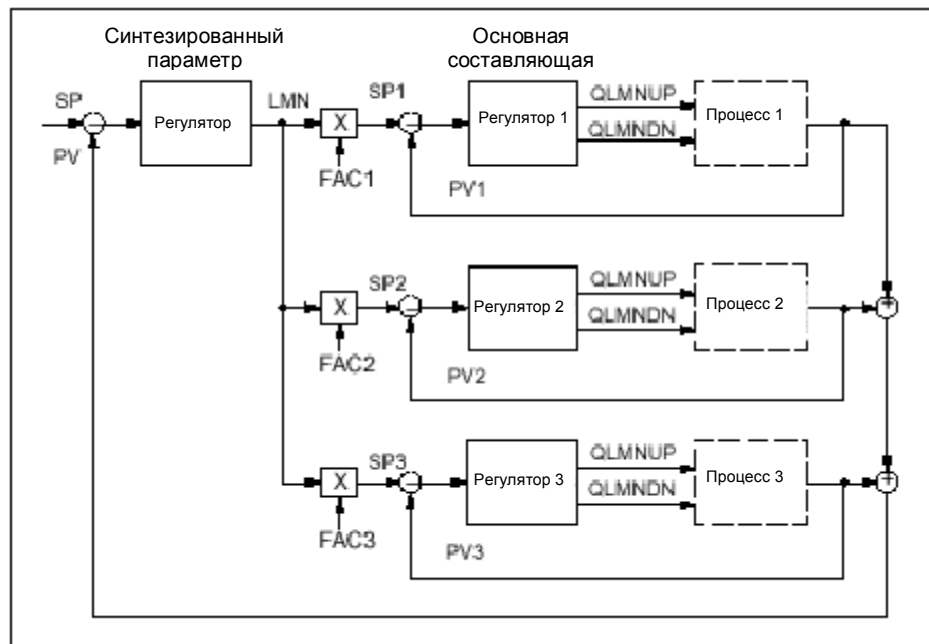 Синтезированный
параметр
Основная
составляющая
SP
PV
Регулятор
LMN
X
FAC1
SP1
PV1
Регулятор 1
QLMNUP
QLMNDN
Процесс 1
X
FAC2
SP2
PV2
Регулятор 2
QLMNUP
QLMNDN
Процесс 2
+
X
FAC3
SP3
PV3
Регулятор 3
QLMNUP
QLMNDN
Процесс 3
+